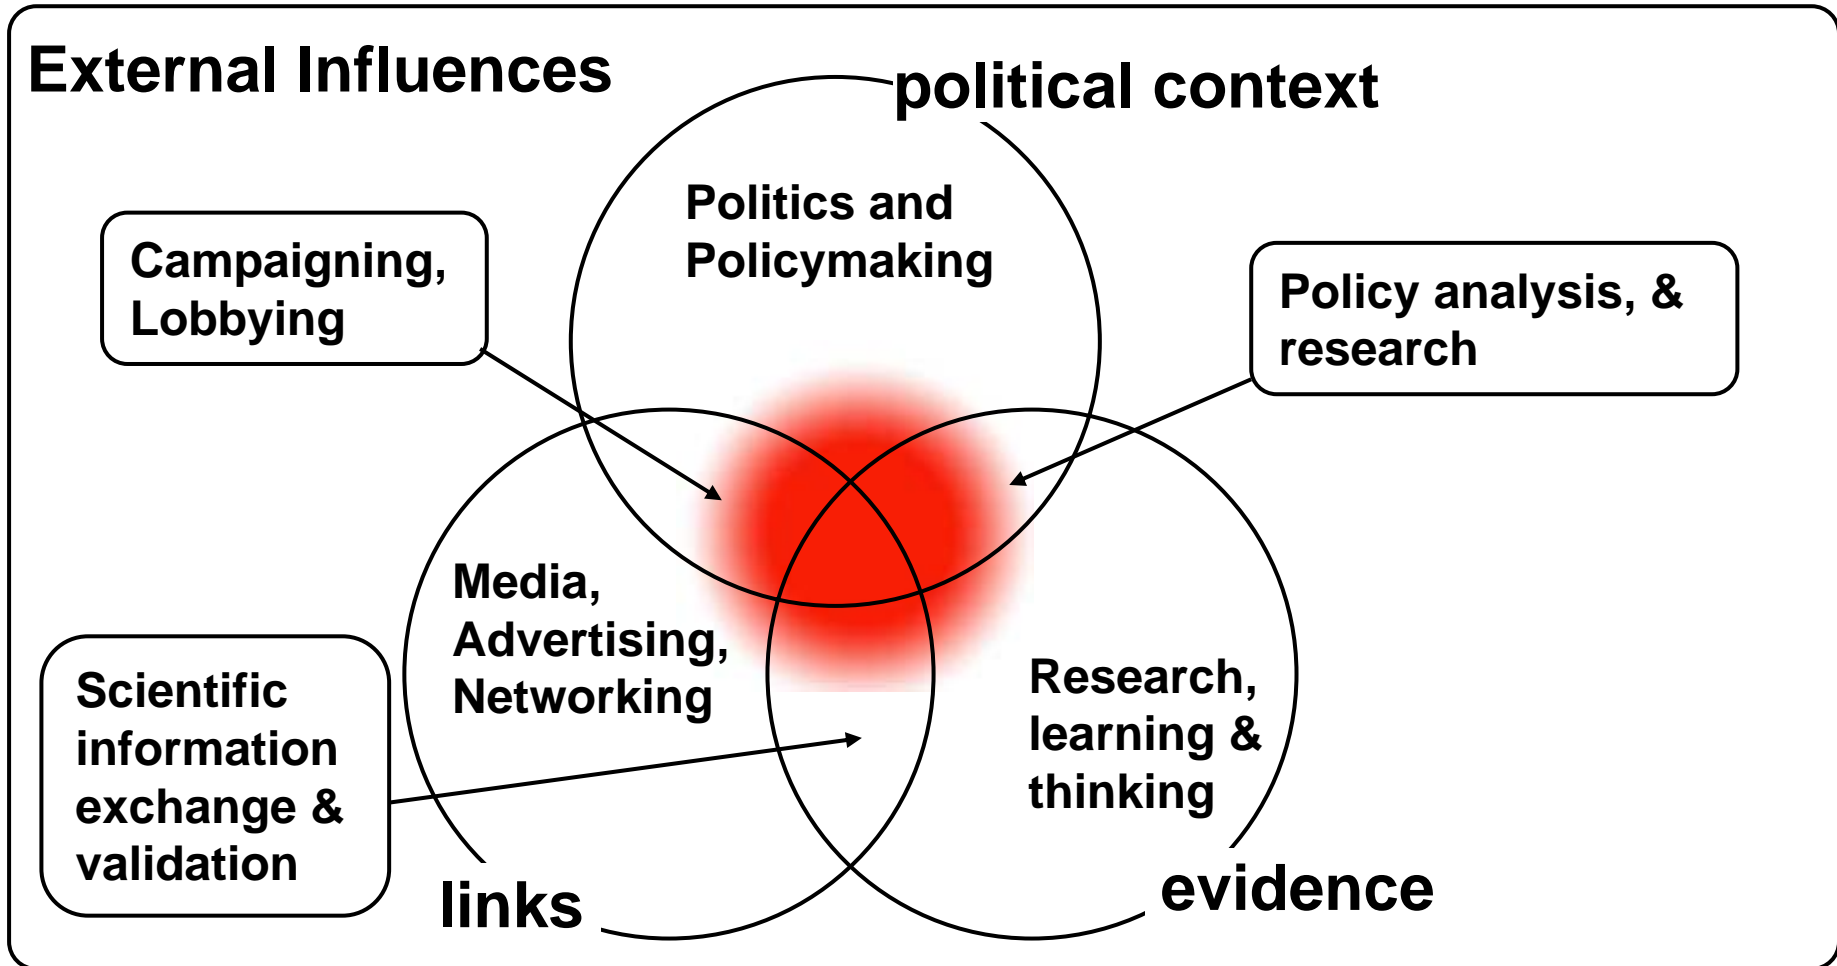 External Influences
political context
Politics and
Policymaking
Campaigning,
Lobbying
Policy analysis, &
research
Media,
Advertising,
Networking
Scientific
information
exchange &
validation
Research,
learning &
thinking
links
evidence